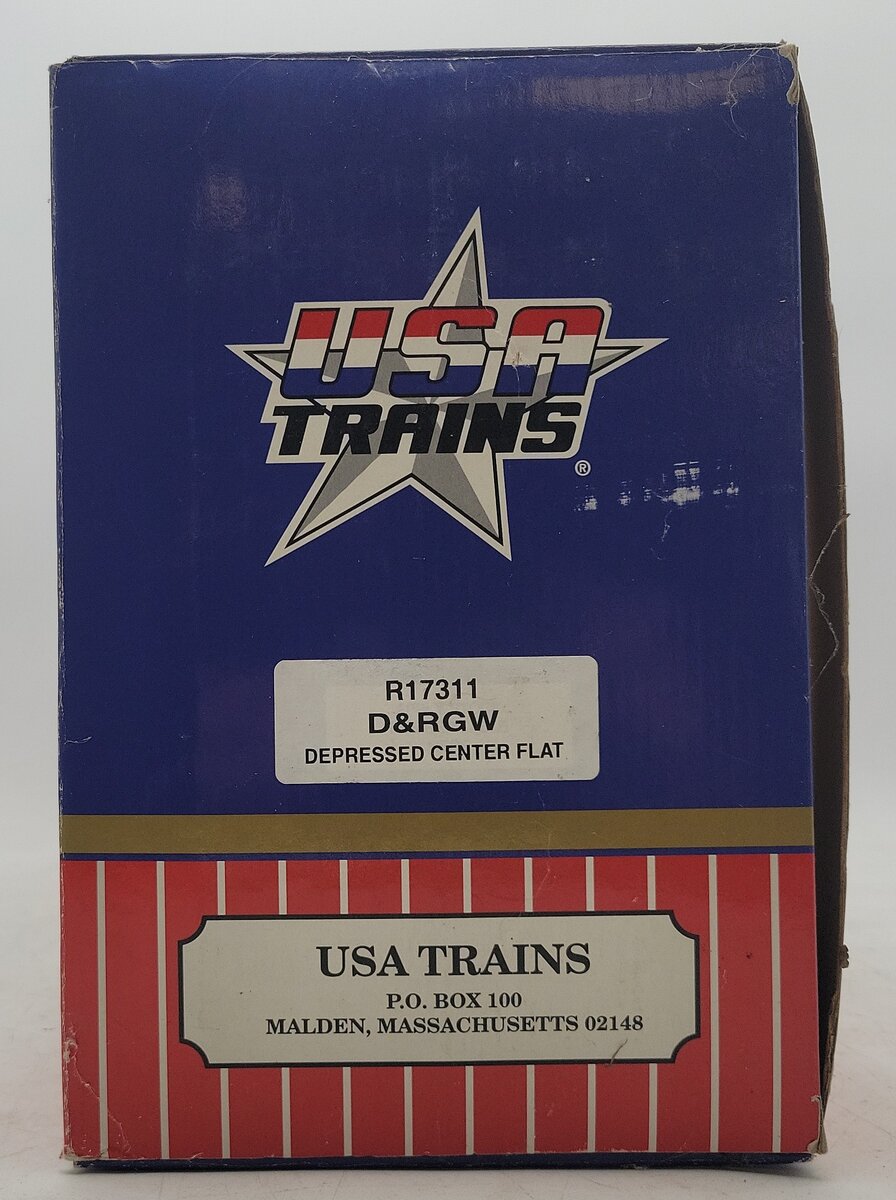 USA
TRAINS
®
R17311
D&RGW
DEPRESSED CENTER FLAT
USA TRAINS
P.O. BOX 100
MALDEN, MASSACHUSETTS 02148